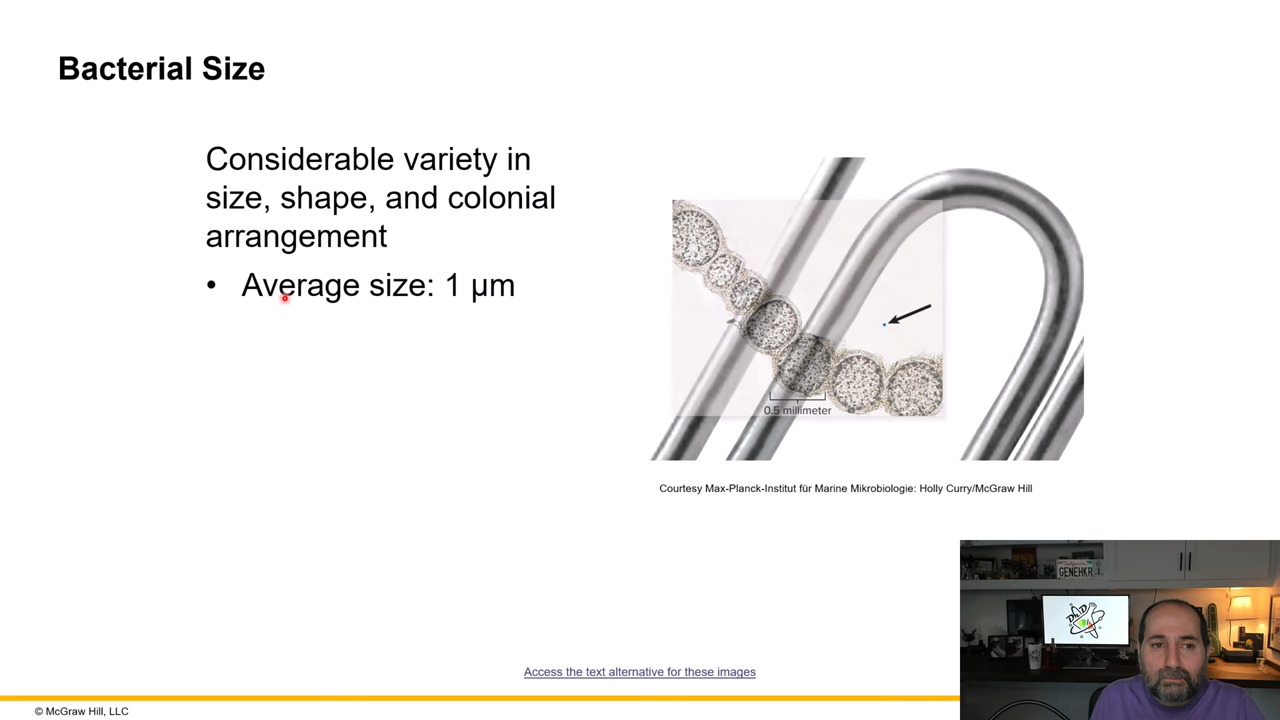 Bacterial Size
Considerable variety in
size, shape, and colonial
arrangement
• Average size: 1 µm
0.5 millimeter
Courtesy Max-Planck-Institut für Marine Mikrobiologie: Holly Curry/McGraw Hill
GENEHKR
Access the text alternative for these images
© McGraw Hill, LLC